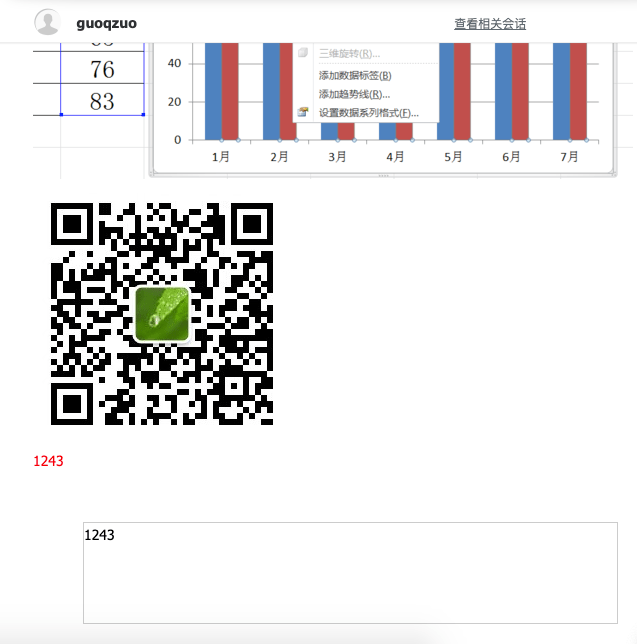 guoqzuo
查看相关会话
76
83
三维旋转(R)...
添加数据标签(B)
添加趋势线(R)...
设置数据系列格式(F)...
40
20
0
1月 2月 3月 4月 5月 6月 7月
1243
1243